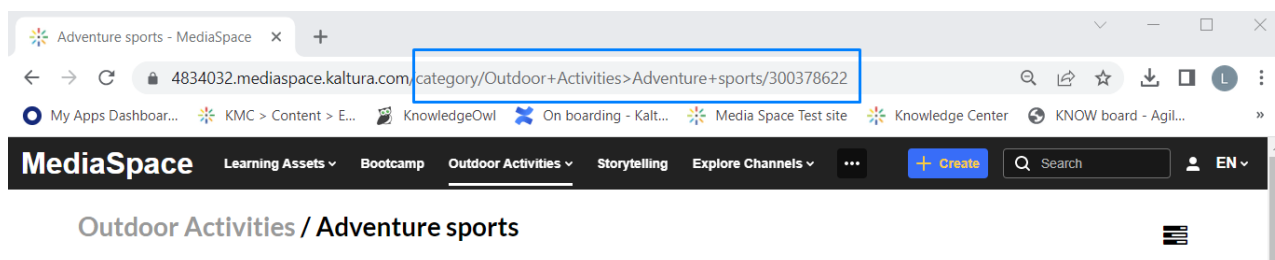 Adventure sports - MediaSpace
4834032.mediaspace.kaltura.com/category/Outdoor+Activities>Adventure+sports/300378622 L
My Apps Dashboar... KMC > Content > E... KnowledgeOwl On boarding - Kalt... Media Space Test site Knowledge Center KNOW board - Agil... »
MediaSpace Learning Assets Bootcamp Outdoor Activities Storytelling Explore Channels ••• + Create Search EN
Outdoor Activities / Adventure sports